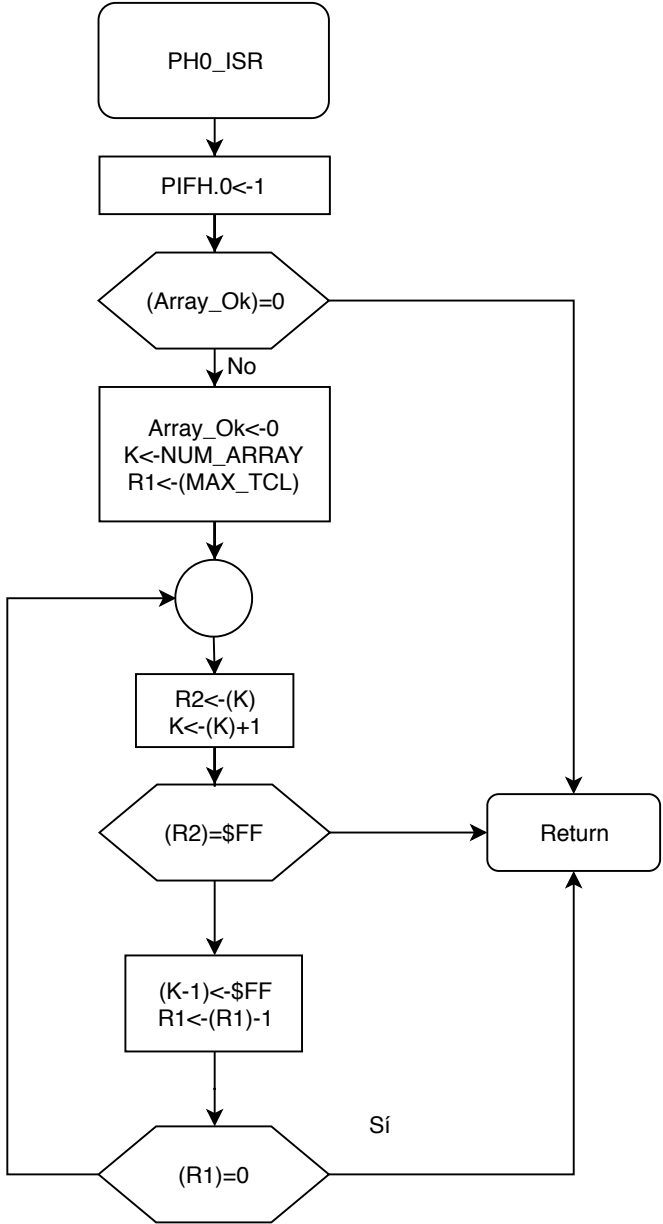 PH0_ISR
PIFH.0<-1
(Array_Ok)=0
No
Array_Ok<-0
K<-NUM_ARRAY
R1<-(MAX_TCL)
R2<-(K)
K<-(K)+1
(R2)=$FF
Return
(K-1)<-$FF
R1<-(R1)-1
Sí
(R1)=0